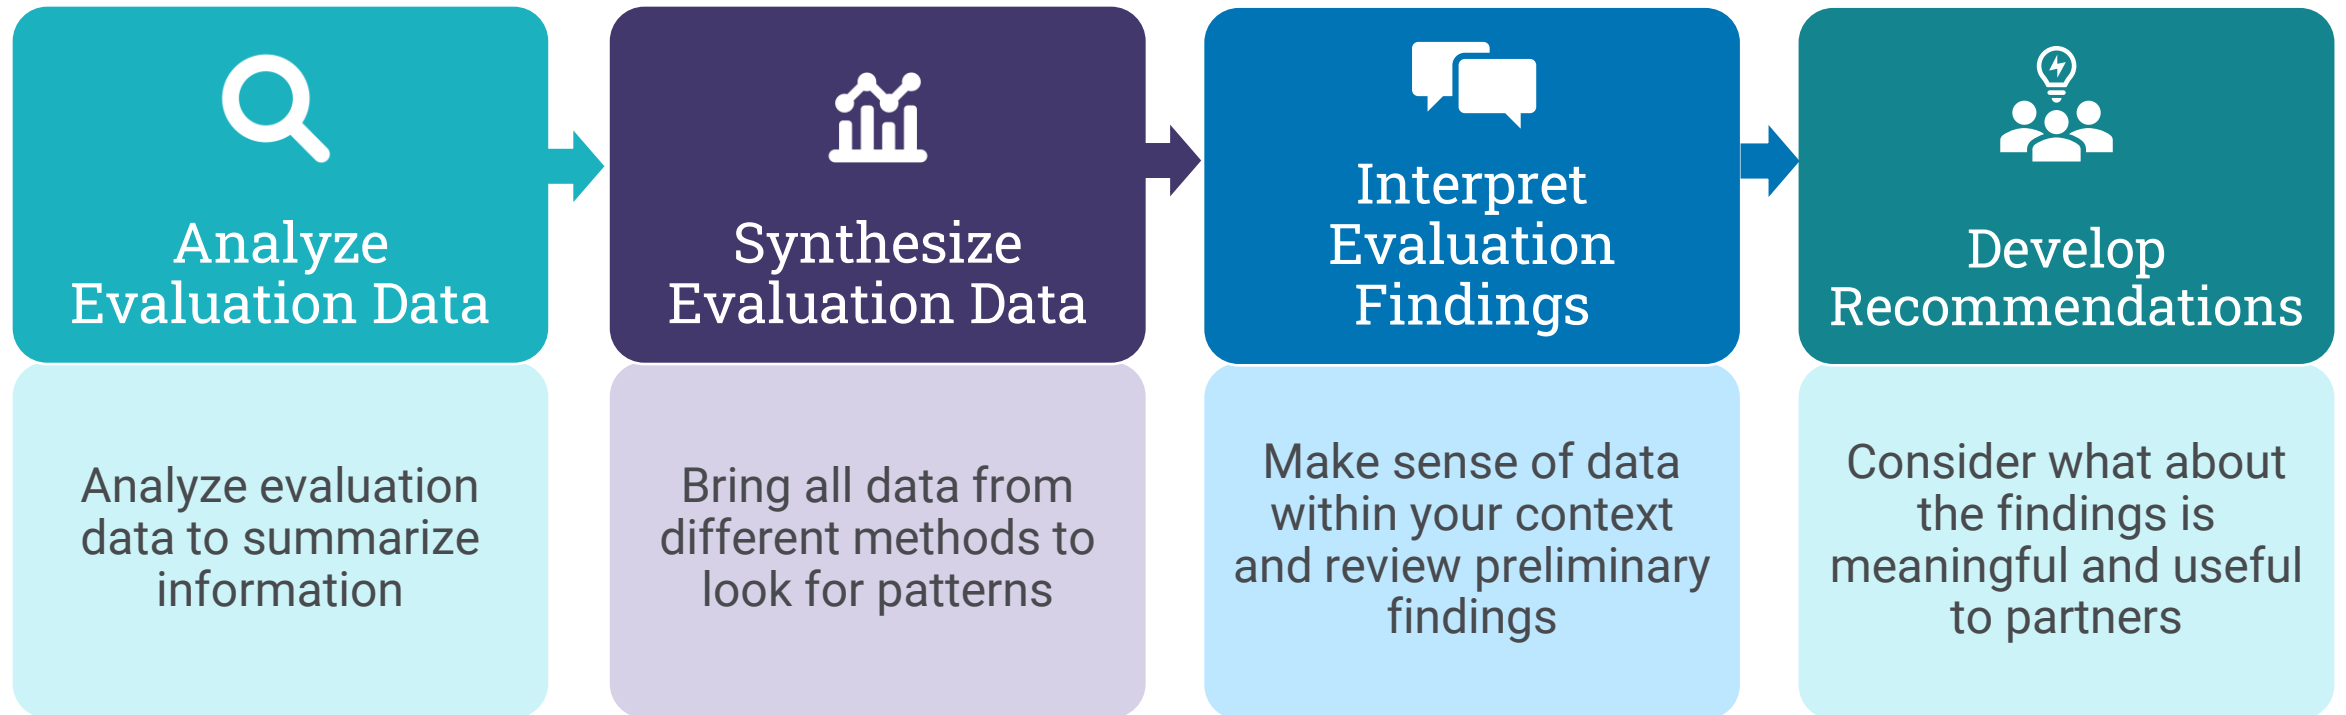 Analyze
Evaluation Data
Analyze evaluation
data to summarize
information
Synthesize
Evaluation Data
Bring all data from
different methods to
look for patterns
Interpret
Evaluation
Findings
Make sense of data
within your context
and review preliminary
findings
Develop
Recommendations
Consider what about
the findings is
meaningful and useful
to partners